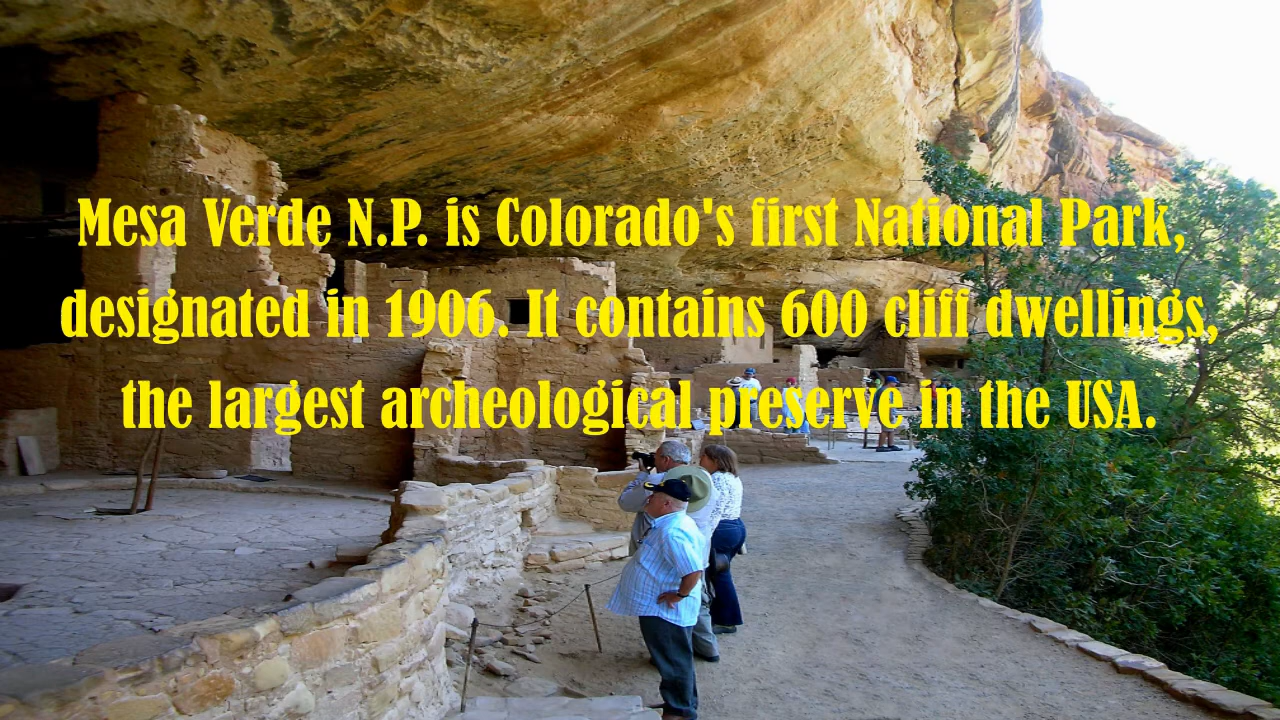 Mesa Verde N.P. is Colorado's first National Park,
designated in 1906. It contains 600 cliff dwellings,
the largest archeological preserve in the USA.